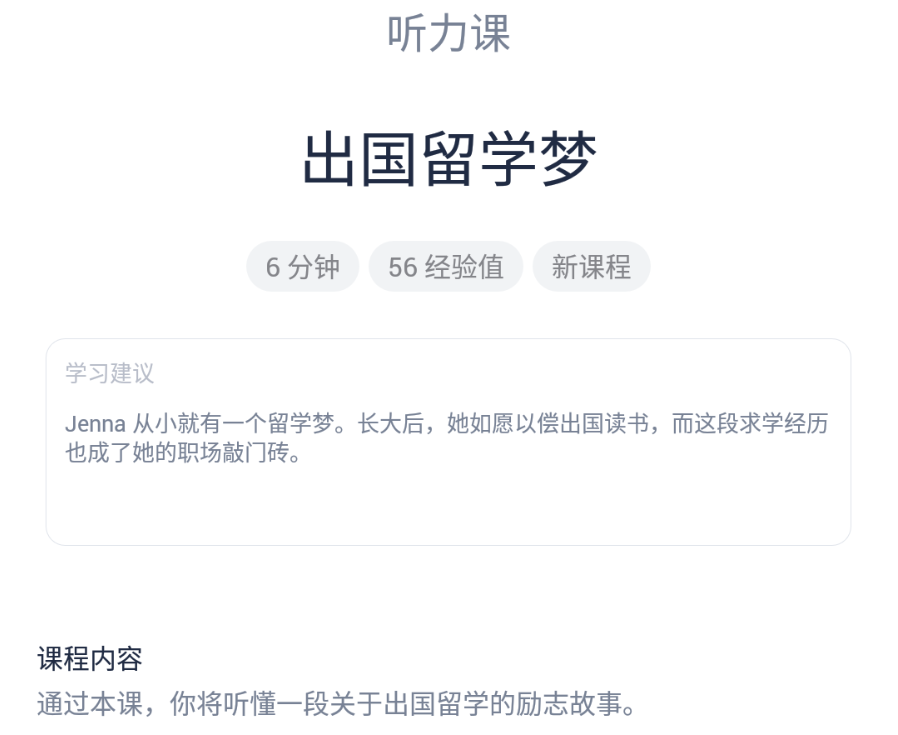 听力课
出国留学梦
6 分钟
56 经验值
新课程
学习建议
Jenna 从小就有一个留学梦。长大后，她如愿以偿出国读书，而这段求学经历
也成了她的职场敲门砖。
课程内容
通过本课，你将听懂一段关于出国留学的励志故事。